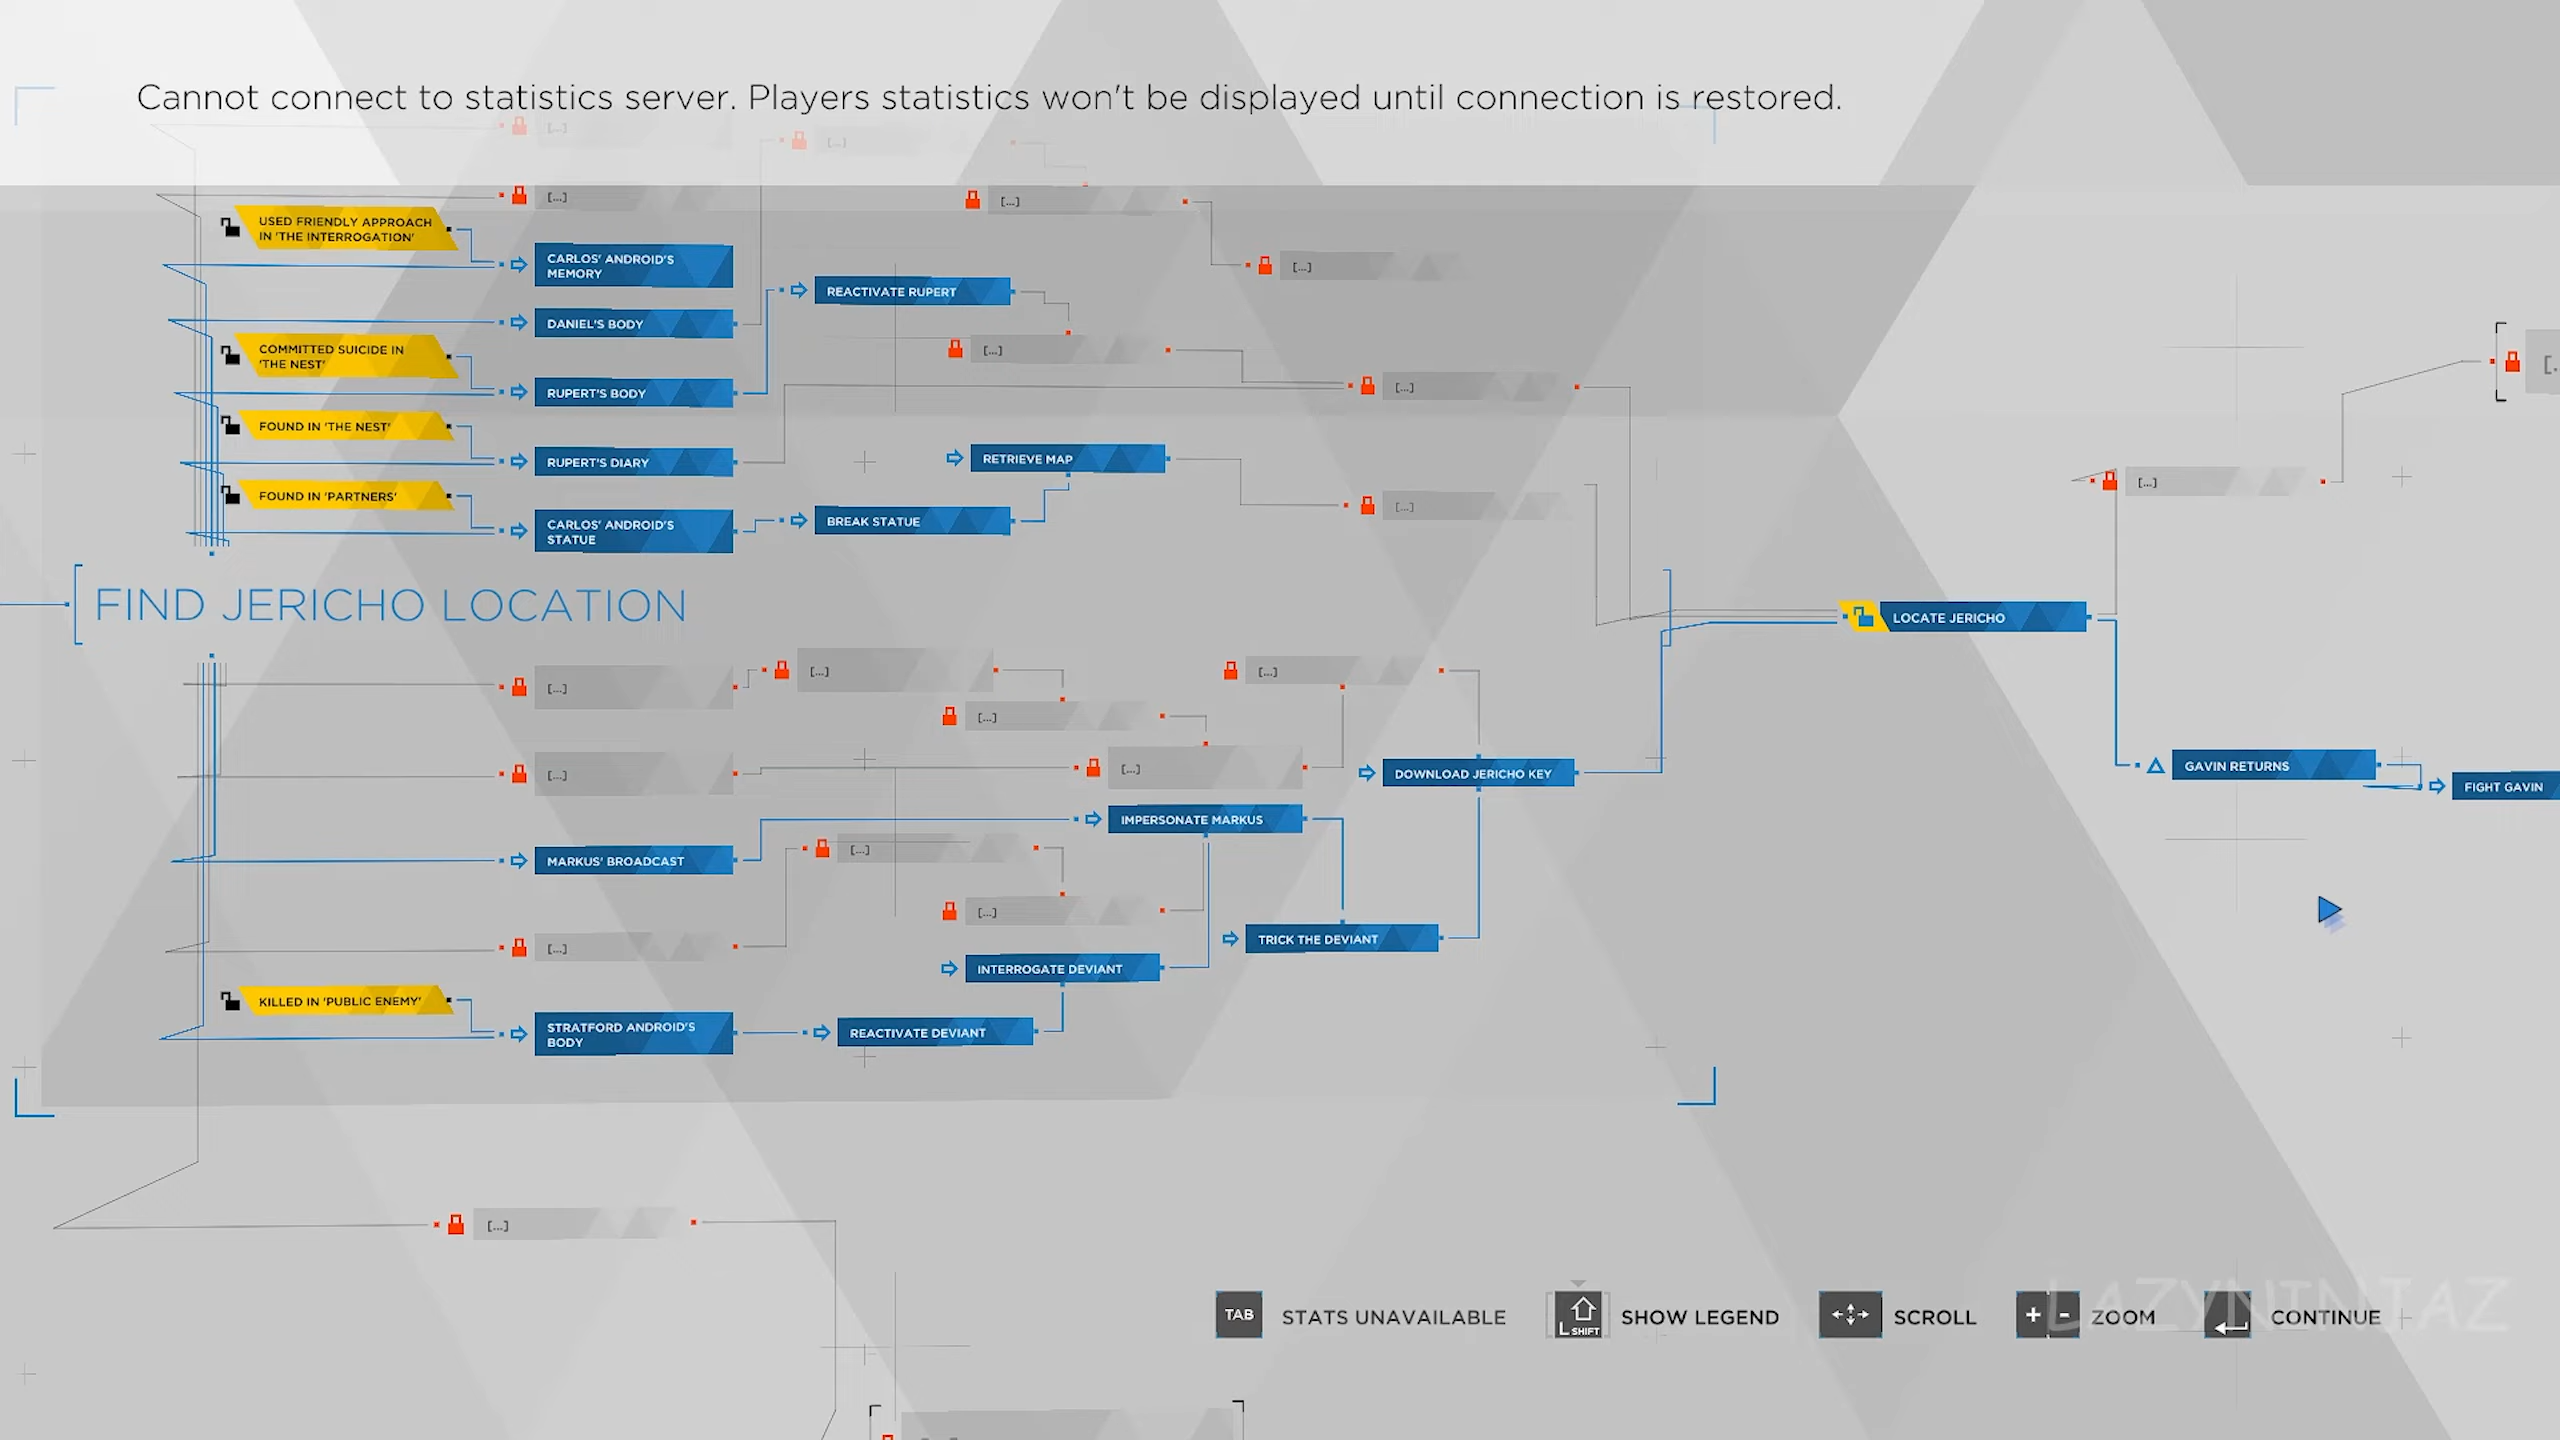 Cannot connect to statistics server. Players statistics won't be displayed until connection is restored.
[...]
[...]
[...]
[...]
USED FRIENDLY APPROACH
IN 'THE INTERROGATION'
CARLOS' ANDROID'S
MEMORY
[...]
REACTIVATE RUPERT
DANIEL'S BODY
COMMITTED SUICIDE IN
'THE NEST'
[...]
[...]
RUPERT'S BODY
[...]
FOUND IN 'THE NEST'
RUPERT'S DIARY
RETRIEVE MAP
[...]
FOUND IN 'PARTNERS'
[...]
CARLOS' ANDROID'S
STATUE
BREAK STATUE
FIND JERICHO LOCATION
LOCATE JERICHO
[...]
[...]
[...]
[...]
[...]
[...]
DOWNLOAD JERICHO KEY
GAVIN RETURNS
FIGHT GAVIN
IMPERSONATE MARKUS
MARKUS' BROADCAST
[...]
[...]
[...]
TRICK THE DEVIANT
INTERROGATE DEVIANT
KILLED IN 'PUBLIC ENEMY'
STRATFORD ANDROID'S
BODY
REACTIVATE DEVIANT
[...]
TAB STATS UNAVAILABLE L SHIFT SHOW LEGEND SCROLL + - ZOOM CONTINUE
LAZYNINJAZ